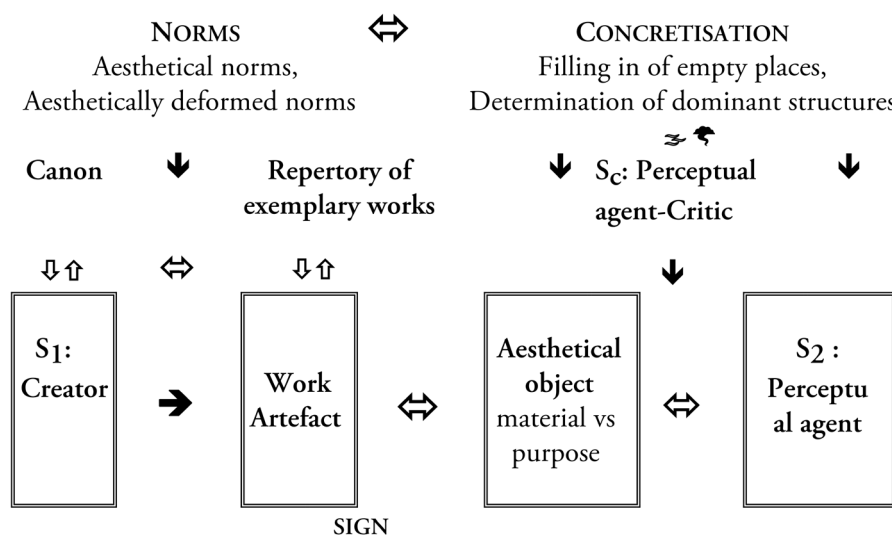 NORMS
Aesthetical norms,
Aesthetically deformed norms
CONCRETISATION
Filling in of empty places,
Determination of dominant structures
Canon
Repertory of
exemplary works
Sc: Perceptual
agent-Critic
S1:
Creator
Work
Artefact
Aesthetical
object
material vs
purpose
S2 :
Perceptu
al agent
SIGN